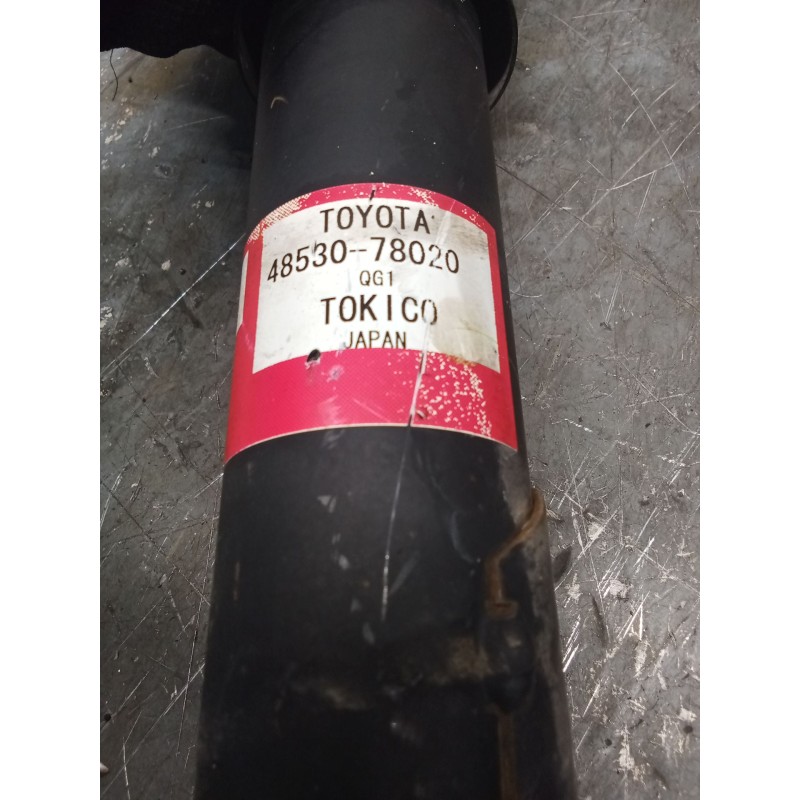 TOYOTA
48530-78020
QG1
TOKICO
JAPAN